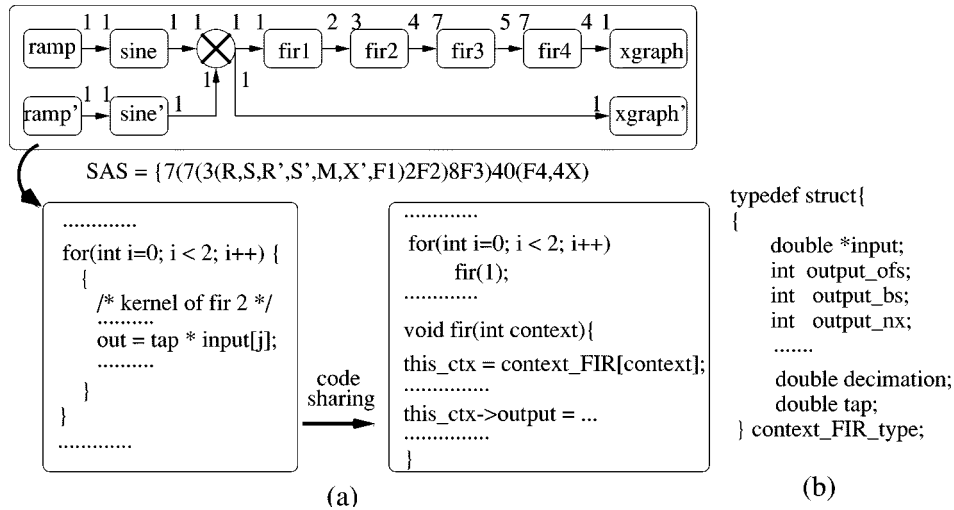 1 1 1 1 1 1 2 3 4 7 5 7 4 1
ramp sine fir1 fir2 fir3 fir4 xgraph
1 1 1 1 1 1
ramp' sine' xgraph'
SAS = {7(7(3(R,S,R',S',M,X',F1)2F2)8F3)40(F4,4X)
.............
for(int i=0; i < 2; i++) {
{
/* kernel of fir 2 */
..........
out = tap * input[j];
..........
}
}
.............
code
sharing
.............
for(int i=0; i < 2; i++)
fir(1);
...............
void fir(int context){
this_ctx = context_FIR[context];
...............
this_ctx->output = ...
...............
}
(a)
typedef struct{
{
double *input;
int output_ofs;
int output_bs;
int output_nx;
.......
double decimation;
double tap;
} context_FIR_type;
(b)